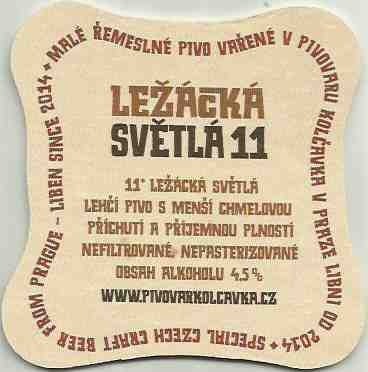 MALÉ ŘEMESLNÉ PIVO VAŘENÉ V PIVOVARU KOLČAVKA V PRAZE LIBNI OD 2014 • SPECIAL CZECH CRAFT BEER FROM PRAGUE - LIBEN SINCE 2014 •
LEŽÁCKÁ
SVĚTLÁ 11
11° LEŽÁCKÁ SVĚTLÁ
LEHČÍ PIVO S MENŠÍ CHMELOVOU
PŘÍCHUTÍ A PŘÍJEMNOU PLNOSTÍ
NEFILTROVANÉ, NEPASTERIZOVANÉ
OBSAH ALKOHOLU 4,5%
WWW.PIVOVARKOLCAVKA.CZ